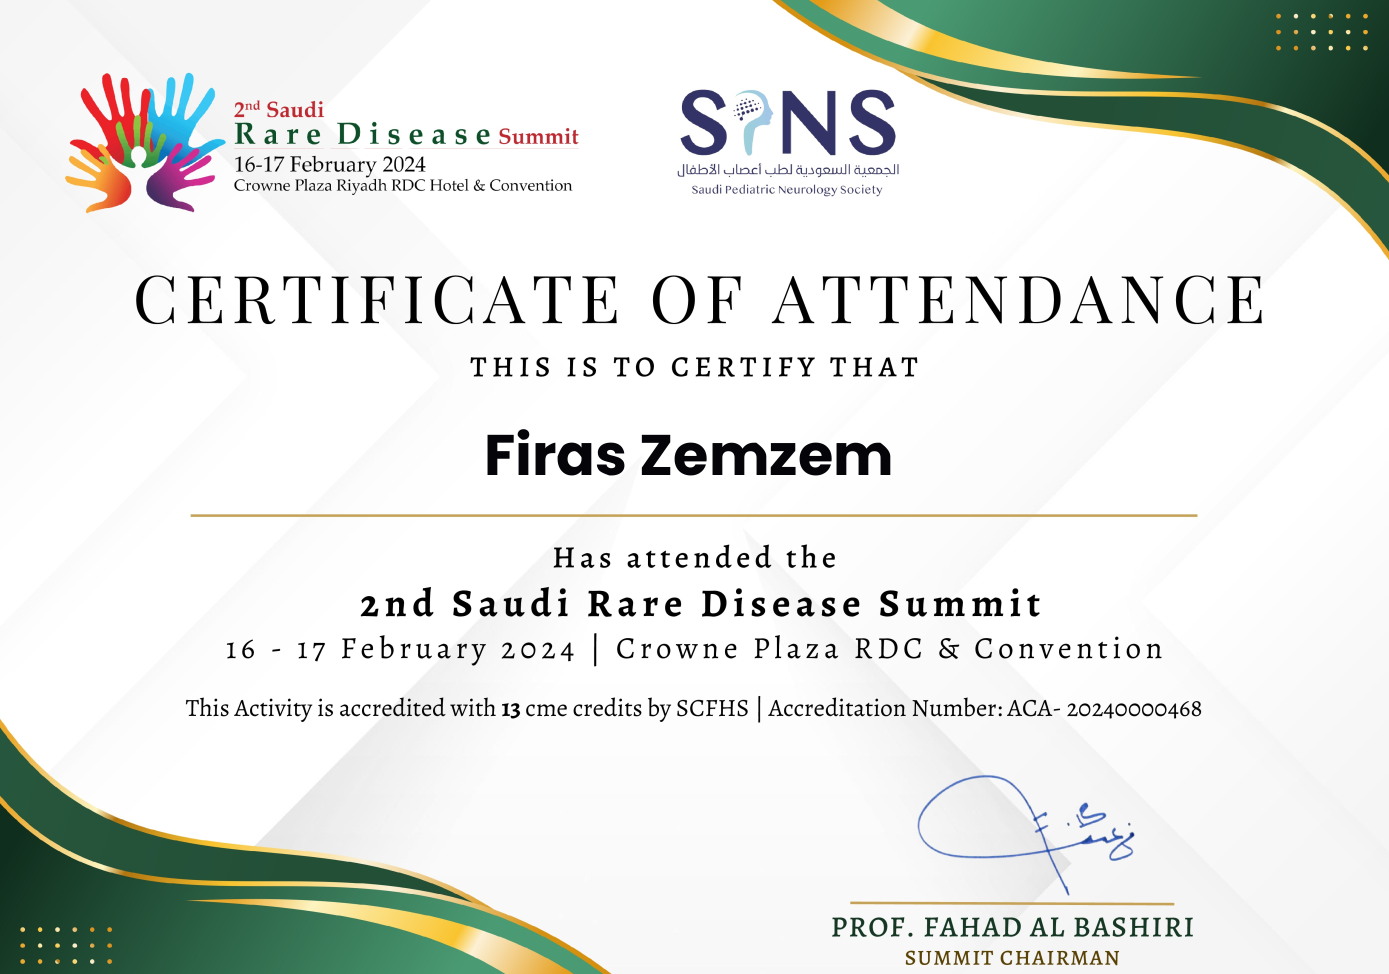 2nd Saudi
Rare Disease Summit
16-17 February 2024
Crowne Plaza Riyadh RDC Hotel & Convention
SPNS
الجمعية السعودية لطب أعصاب الأطفال
Saudi Pediatric Neurology Society
CERTIFICATE OF ATTENDANCE
THIS IS TO CERTIFY THAT
Firas Zemzem
Has attended the
2nd Saudi Rare Disease Summit
16 - 17 February 2024 | Crowne Plaza RDC & Convention
This Activity is accredited with 13 cme credits by SCFHS | Accreditation Number: ACA- 20240000468
PROF. FAHAD AL BASHIRI
SUMMIT CHAIRMAN